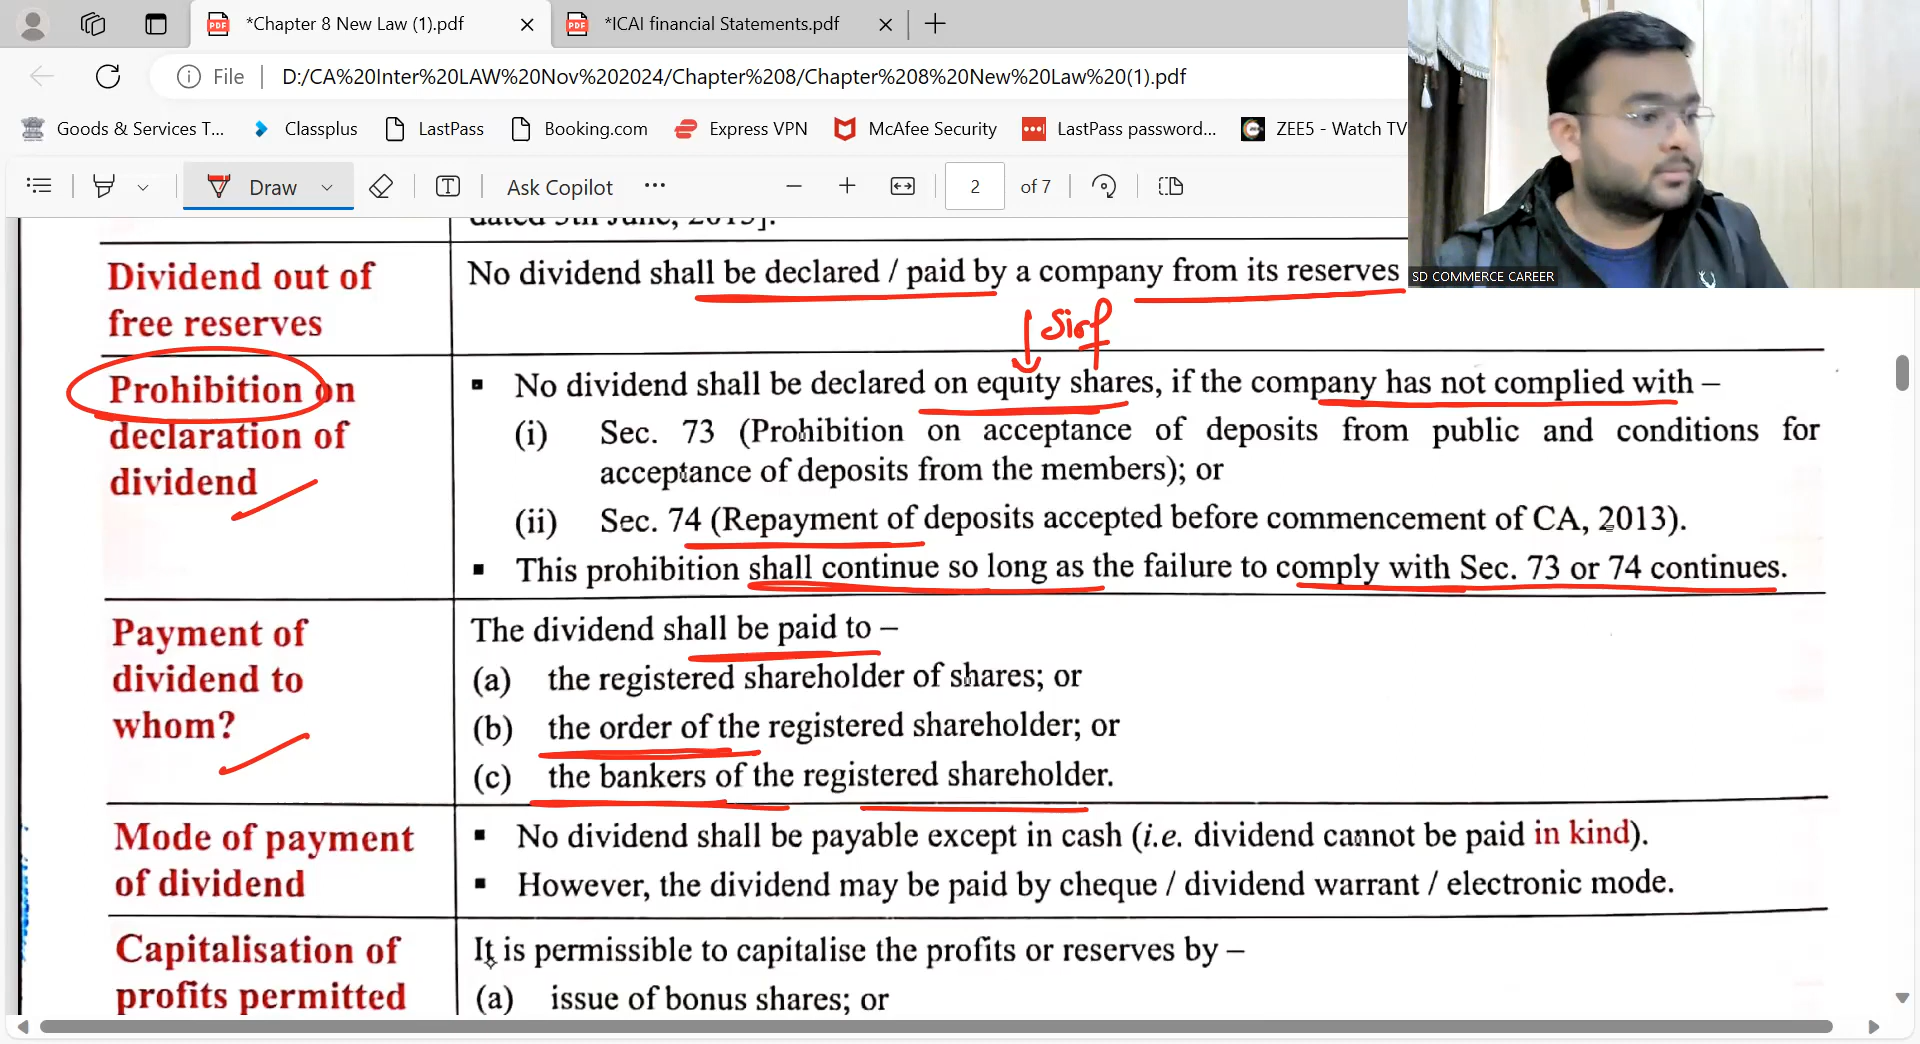 *Chapter 8 New Law (1).pdf
*ICAI financial Statements.pdf
File
D:/CA%20Inter%20LAW%20Nov%202024/Chapter%208/Chapter%208%20New%20Law%20(1).pdf
Goods & Services T...
Classplus
LastPass
Booking.com
Express VPN
McAfee Security
LastPass password...
ZEE5 - Watch TV
Draw
Ask Copilot
2 of 7
SD COMMERCE CAREER
dated 5th June, 2015].
Dividend out of
free reserves
No dividend shall be declared / paid by a company from its reserves
Sirf
Prohibition on
declaration of
dividend
▪ No dividend shall be declared on equity shares, if the company has not complied with –
(i) Sec. 73 (Prohibition on acceptance of deposits from public and conditions for
acceptance of deposits from the members); or
(ii) Sec. 74 (Repayment of deposits accepted before commencement of CA, 2013).
▪ This prohibition shall continue so long as the failure to comply with Sec. 73 or 74 continues.
Payment of
dividend to
whom?
The dividend shall be paid to –
(a) the registered shareholder of shares; or
(b) the order of the registered shareholder; or
(c) the bankers of the registered shareholder.
Mode of payment
of dividend
▪ No dividend shall be payable except in cash (i.e. dividend cannot be paid in kind).
▪ However, the dividend may be paid by cheque / dividend warrant / electronic mode.
Capitalisation of
profits permitted
It is permissible to capitalise the profits or reserves by –
(a) issue of bonus shares; or